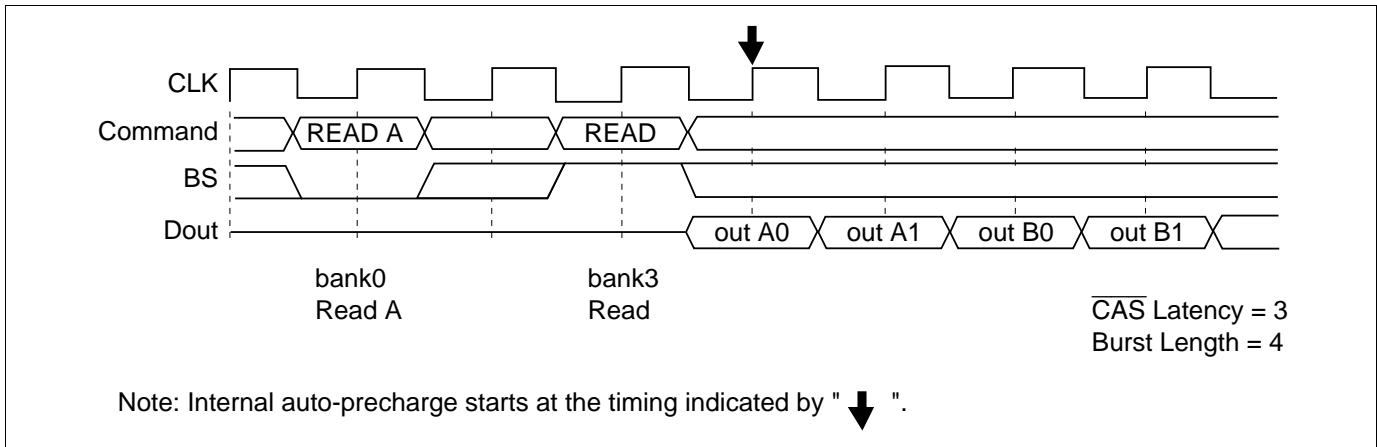 CLK
Command READ A READ
BS
Dout out A0 out A1 out B0 out B1
bank0 bank3
Read A Read
CAS Latency = 3
Burst Length = 4
Note: Internal auto-precharge starts at the timing indicated by " ".